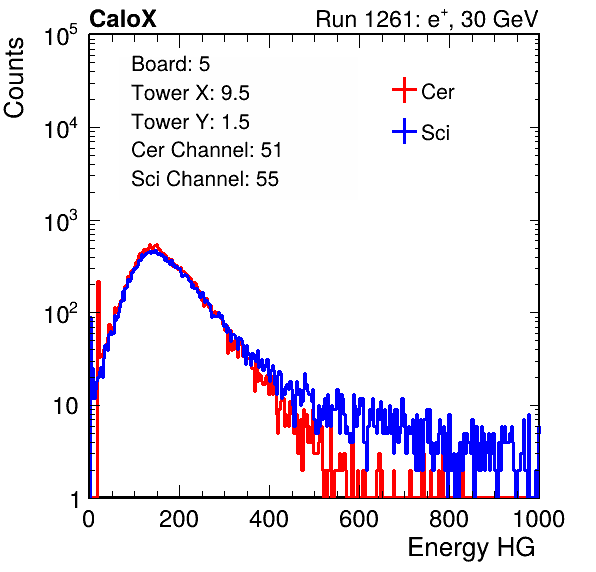 CaloX Run 1261: e⁺, 30 GeV
Counts
Board: 5
Tower X: 9.5
Tower Y: 1.5
Cer Channel: 51
Sci Channel: 55
Cer
Sci
10⁵
10⁴
10³
10²
10
1
0 200 400 600 800 1000
Energy HG